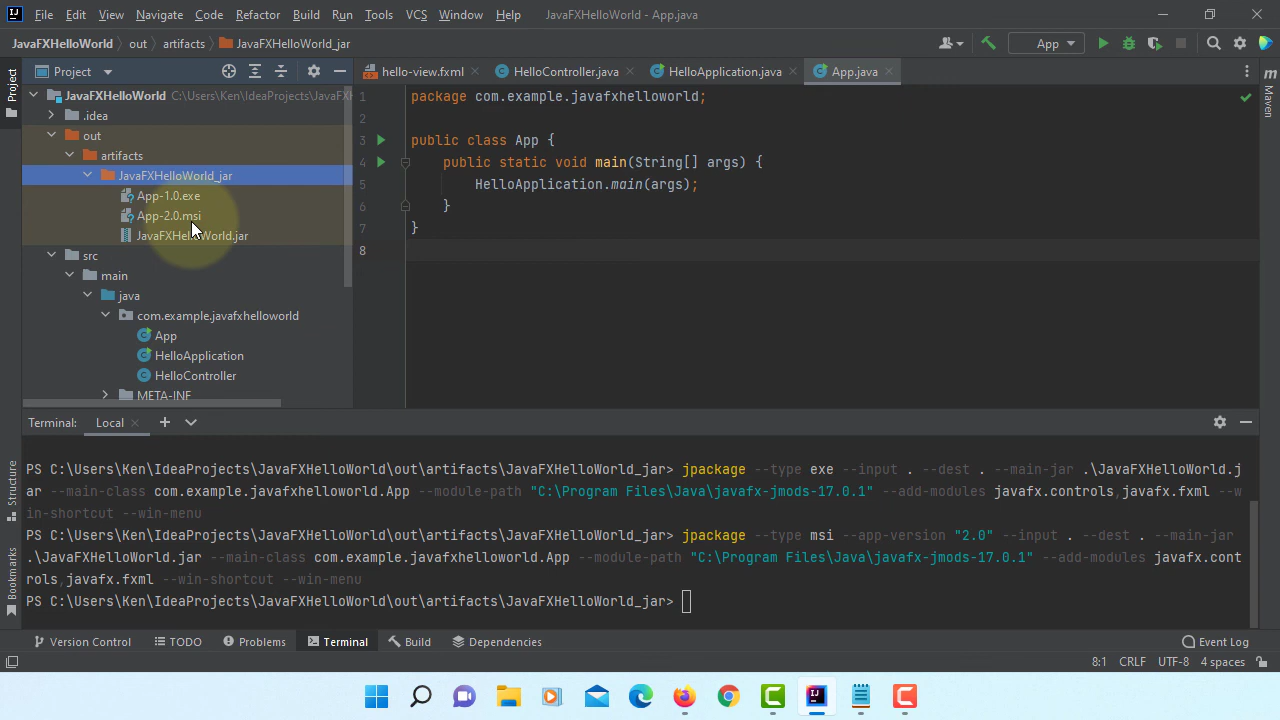 File Edit View Navigate Code Refactor Build Run Tools VCS Window Help JavaFXHelloWorld - App.java
JavaFXHelloWorld out artifacts JavaFXHelloWorld_jar App
Project hello-view.fxml HelloController.java HelloApplication.java App.java
Project
Maven
JavaFXHelloWorld C:\Users\Ken\IdeaProjects\JavaFXH
.idea
out
artifacts
JavaFXHelloWorld_jar
App-1.0.exe
App-2.0.msi
JavaFXHelloWorld.jar
src
main
java
com.example.javafxhelloworld
App
HelloApplication
HelloController
META-INF
1 package com.example.javafxhelloworld;
2
3 public class App {
4 public static void main(String[] args) {
5 HelloApplication.main(args);
6 }
7 }
8
Structure
Bookmarks
Terminal: Local
PS C:\Users\Ken\IdeaProjects\JavaFXHelloWorld\out\artifacts\JavaFXHelloWorld_jar> jpackage --type exe --input . --dest . --main-jar .\JavaFXHelloWorld.j
ar --main-class com.example.javafxhelloworld.App --module-path "C:\Program Files\Java\javafx-jmods-17.0.1" --add-modules javafx.controls,javafx.fxml --w
in-shortcut --win-menu
PS C:\Users\Ken\IdeaProjects\JavaFXHelloWorld\out\artifacts\JavaFXHelloWorld_jar> jpackage --type msi --app-version "2.0" --input . --dest . --main-jar
.\JavaFXHelloWorld.jar --main-class com.example.javafxhelloworld.App --module-path "C:\Program Files\Java\javafx-jmods-17.0.1" --add-modules javafx.cont
rols,javafx.fxml --win-shortcut --win-menu
PS C:\Users\Ken\IdeaProjects\JavaFXHelloWorld\out\artifacts\JavaFXHelloWorld_jar>
Version Control TODO Problems Terminal Build Dependencies Event Log
8:1 CRLF UTF-8 4 spaces